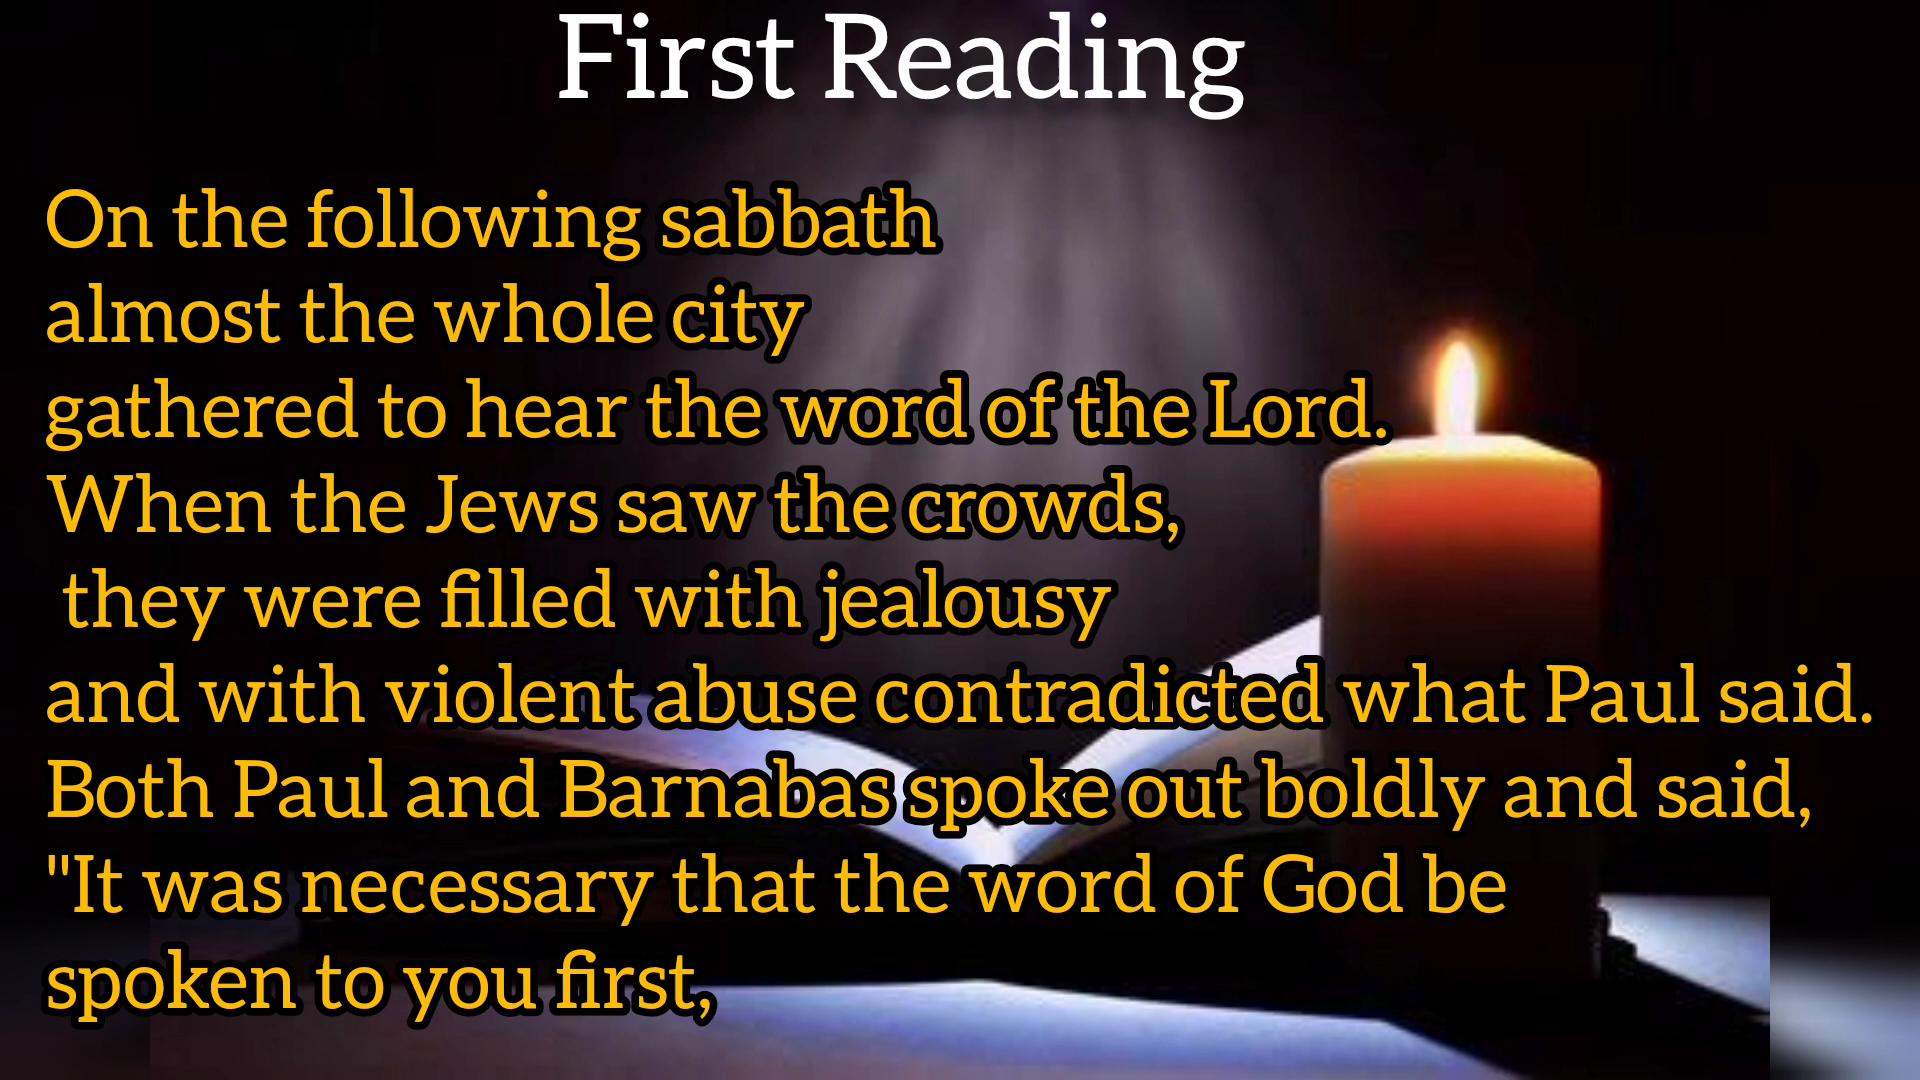 First Reading
On the following sabbath
almost the whole city
gathered to hear the word of the Lord.
When the Jews saw the crowds,
they were filled with jealousy
and with violent abuse contradicted what Paul said.
Both Paul and Barnabas spoke out boldly and said,
"It was necessary that the word of God be
spoken to you first,